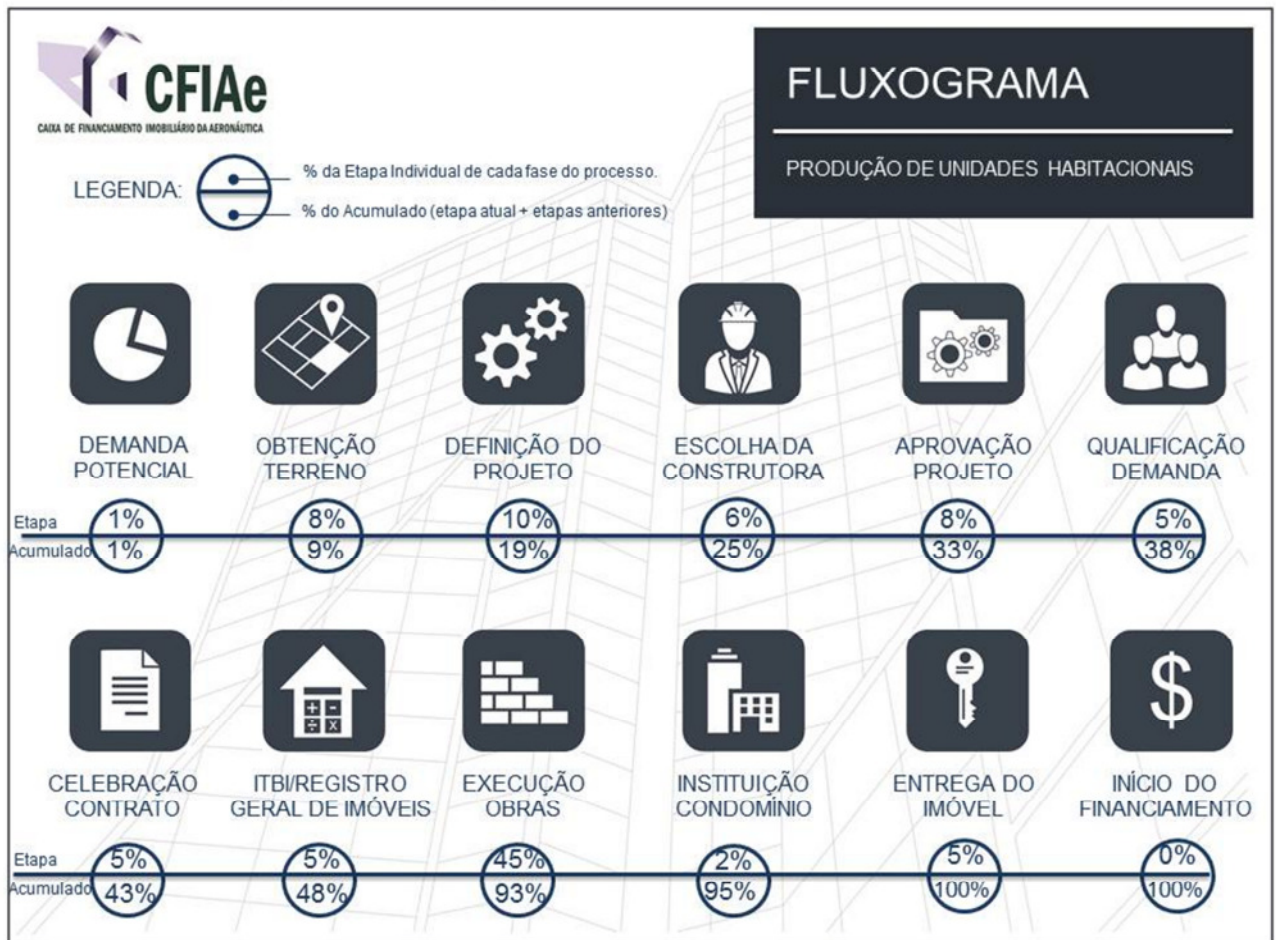 CFIAe
CAIXA DE FINANCIAMENTO IMOBILIÁRIO DA AERONÁUTICA
FLUXOGRAMA
PRODUÇÃO DE UNIDADES HABITACIONAIS
LEGENDA:
% da Etapa Individual de cada fase do processo.
% do Acumulado (etapa atual + etapas anteriores)
DEMANDA
POTENCIAL
OBTENÇÃO
TERRENO
DEFINIÇÃO DO
PROJETO
ESCOLHA DA
CONSTRUTORA
APROVAÇÃO
PROJETO
QUALIFICAÇÃO
DEMANDA
Etapa 1% 8% 10% 6% 8% 5%
Acumulado 1% 9% 19% 25% 33% 38%
+ -
÷ x
$
CELEBRAÇÃO
CONTRATO
ITBI/REGISTRO
GERAL DE IMÓVEIS
EXECUÇÃO
OBRAS
INSTITUIÇÃO
CONDOMÍNIO
ENTREGA DO
IMÓVEL
INÍCIO DO
FINANCIAMENTO
Etapa 5% 5% 45% 2% 5% 0%
Acumulado 43% 48% 93% 95% 100% 100%